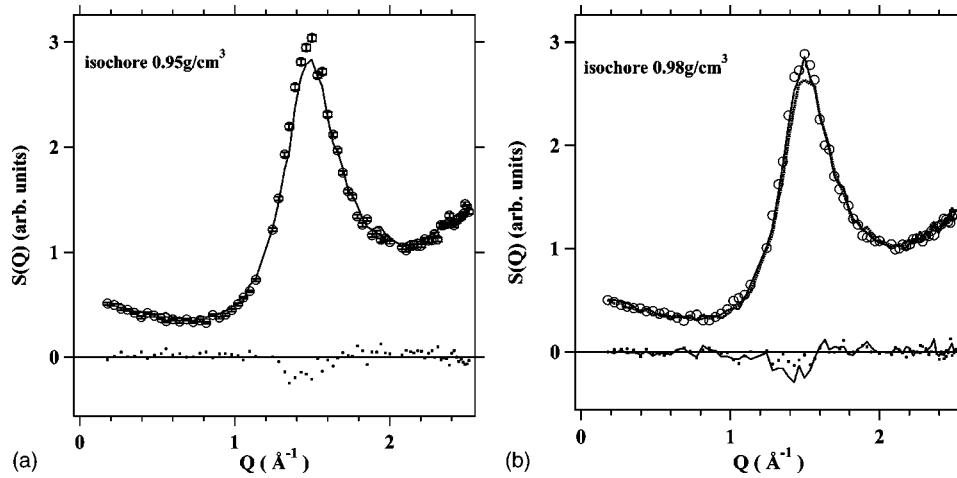 3
isochore 0.95g/cm³
2
S(Q) (arb. units)
1
0
0
1
2
(a)
Q ( Å⁻¹)
3
isochore 0.98g/cm³
2
S(Q) (arb. units)
1
0
0
1
2
(b)
Q ( Å⁻¹)